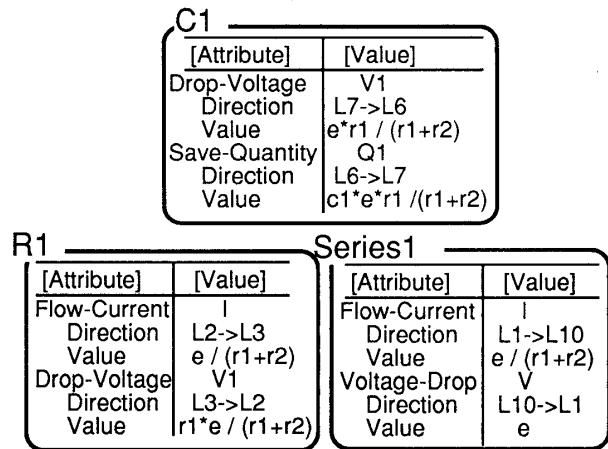 C1
[Attribute] [Value]
Drop-Voltage V1
Direction L7->L6
Value e*r1 / (r1+r2)
Save-Quantity Q1
Direction L6->L7
Value c1*e*r1 /(r1+r2)
R1
[Attribute] [Value]
Flow-Current I
Direction L2->L3
Value e / (r1+r2)
Drop-Voltage V1
Direction L3->L2
Value r1*e / (r1+r2)
Series1
[Attribute] [Value]
Flow-Current I
Direction L1->L10
Value e / (r1+r2)
Voltage-Drop V
Direction L10->L1
Value e